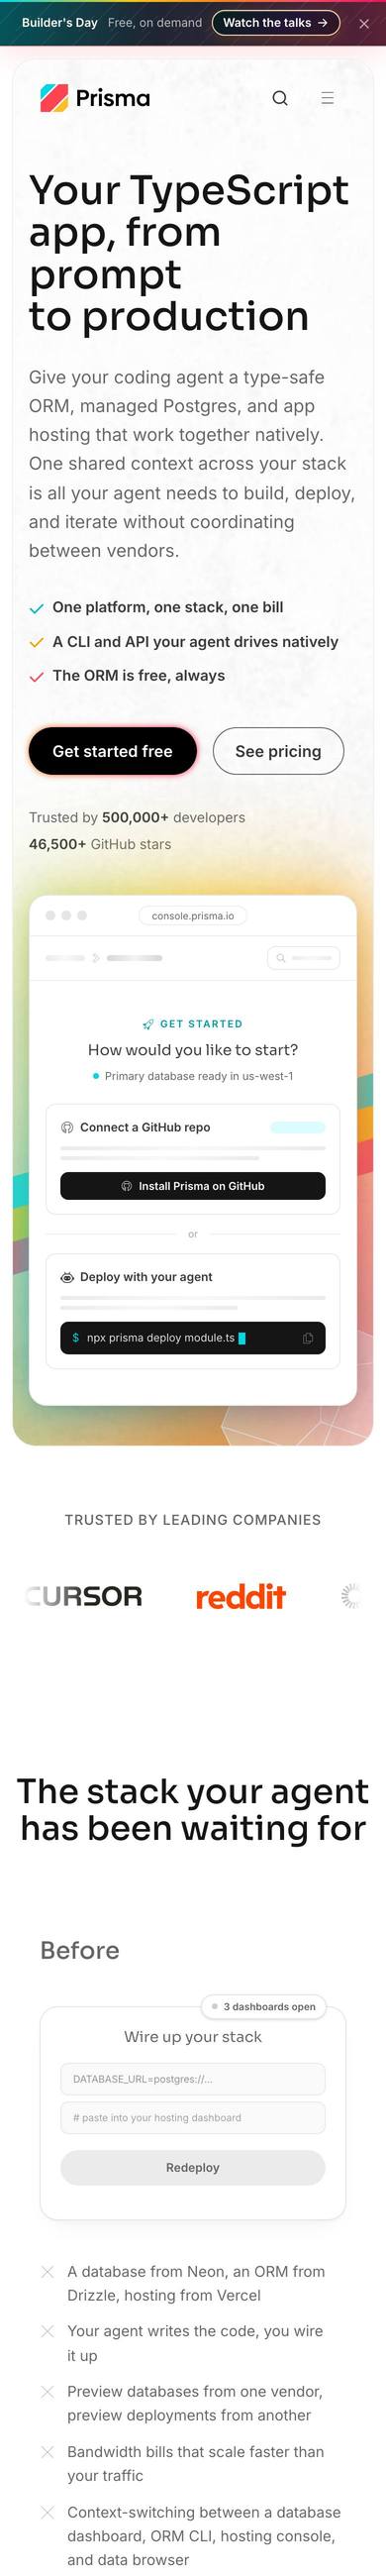 Builder's Day Free, on demand Watch the talks →
Prisma
Your TypeScript
app, from
prompt
to production
Give your coding agent a type-safe
ORM, managed Postgres, and app
hosting that work together natively.
One shared context across your stack
is all your agent needs to build, deploy,
and iterate without coordinating
between vendors.
One platform, one stack, one bill
A CLI and API your agent drives natively
The ORM is free, always
Get started free See pricing
Trusted by 500,000+ developers
46,500+ GitHub stars
console.prisma.io
GET STARTED
How would you like to start?
Primary database ready in us-west-1
Connect a GitHub repo
Install Prisma on GitHub
or
Deploy with your agent
$ npx prisma deploy module.ts
TRUSTED BY LEADING COMPANIES
CURSOR reddit
The stack your agent
has been waiting for
Before
3 dashboards open
Wire up your stack
DATABASE_URL=postgres://...
# paste into your hosting dashboard
Redeploy
A database from Neon, an ORM from
Drizzle, hosting from Vercel
Your agent writes the code, you wire
it up
Preview databases from one vendor,
preview deployments from another
Bandwidth bills that scale faster than
your traffic
Context-switching between a database
dashboard, ORM CLI, hosting console,
and data browser